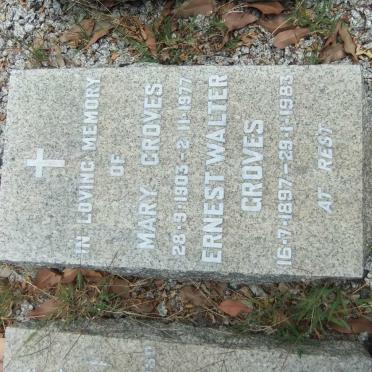 IN LOVING MEMORY
OF
MARY GROVES
28·9·1903-2·11·1977
ERNEST WALTER
GROVES
16·7·1897-29·1·1983
AT REST